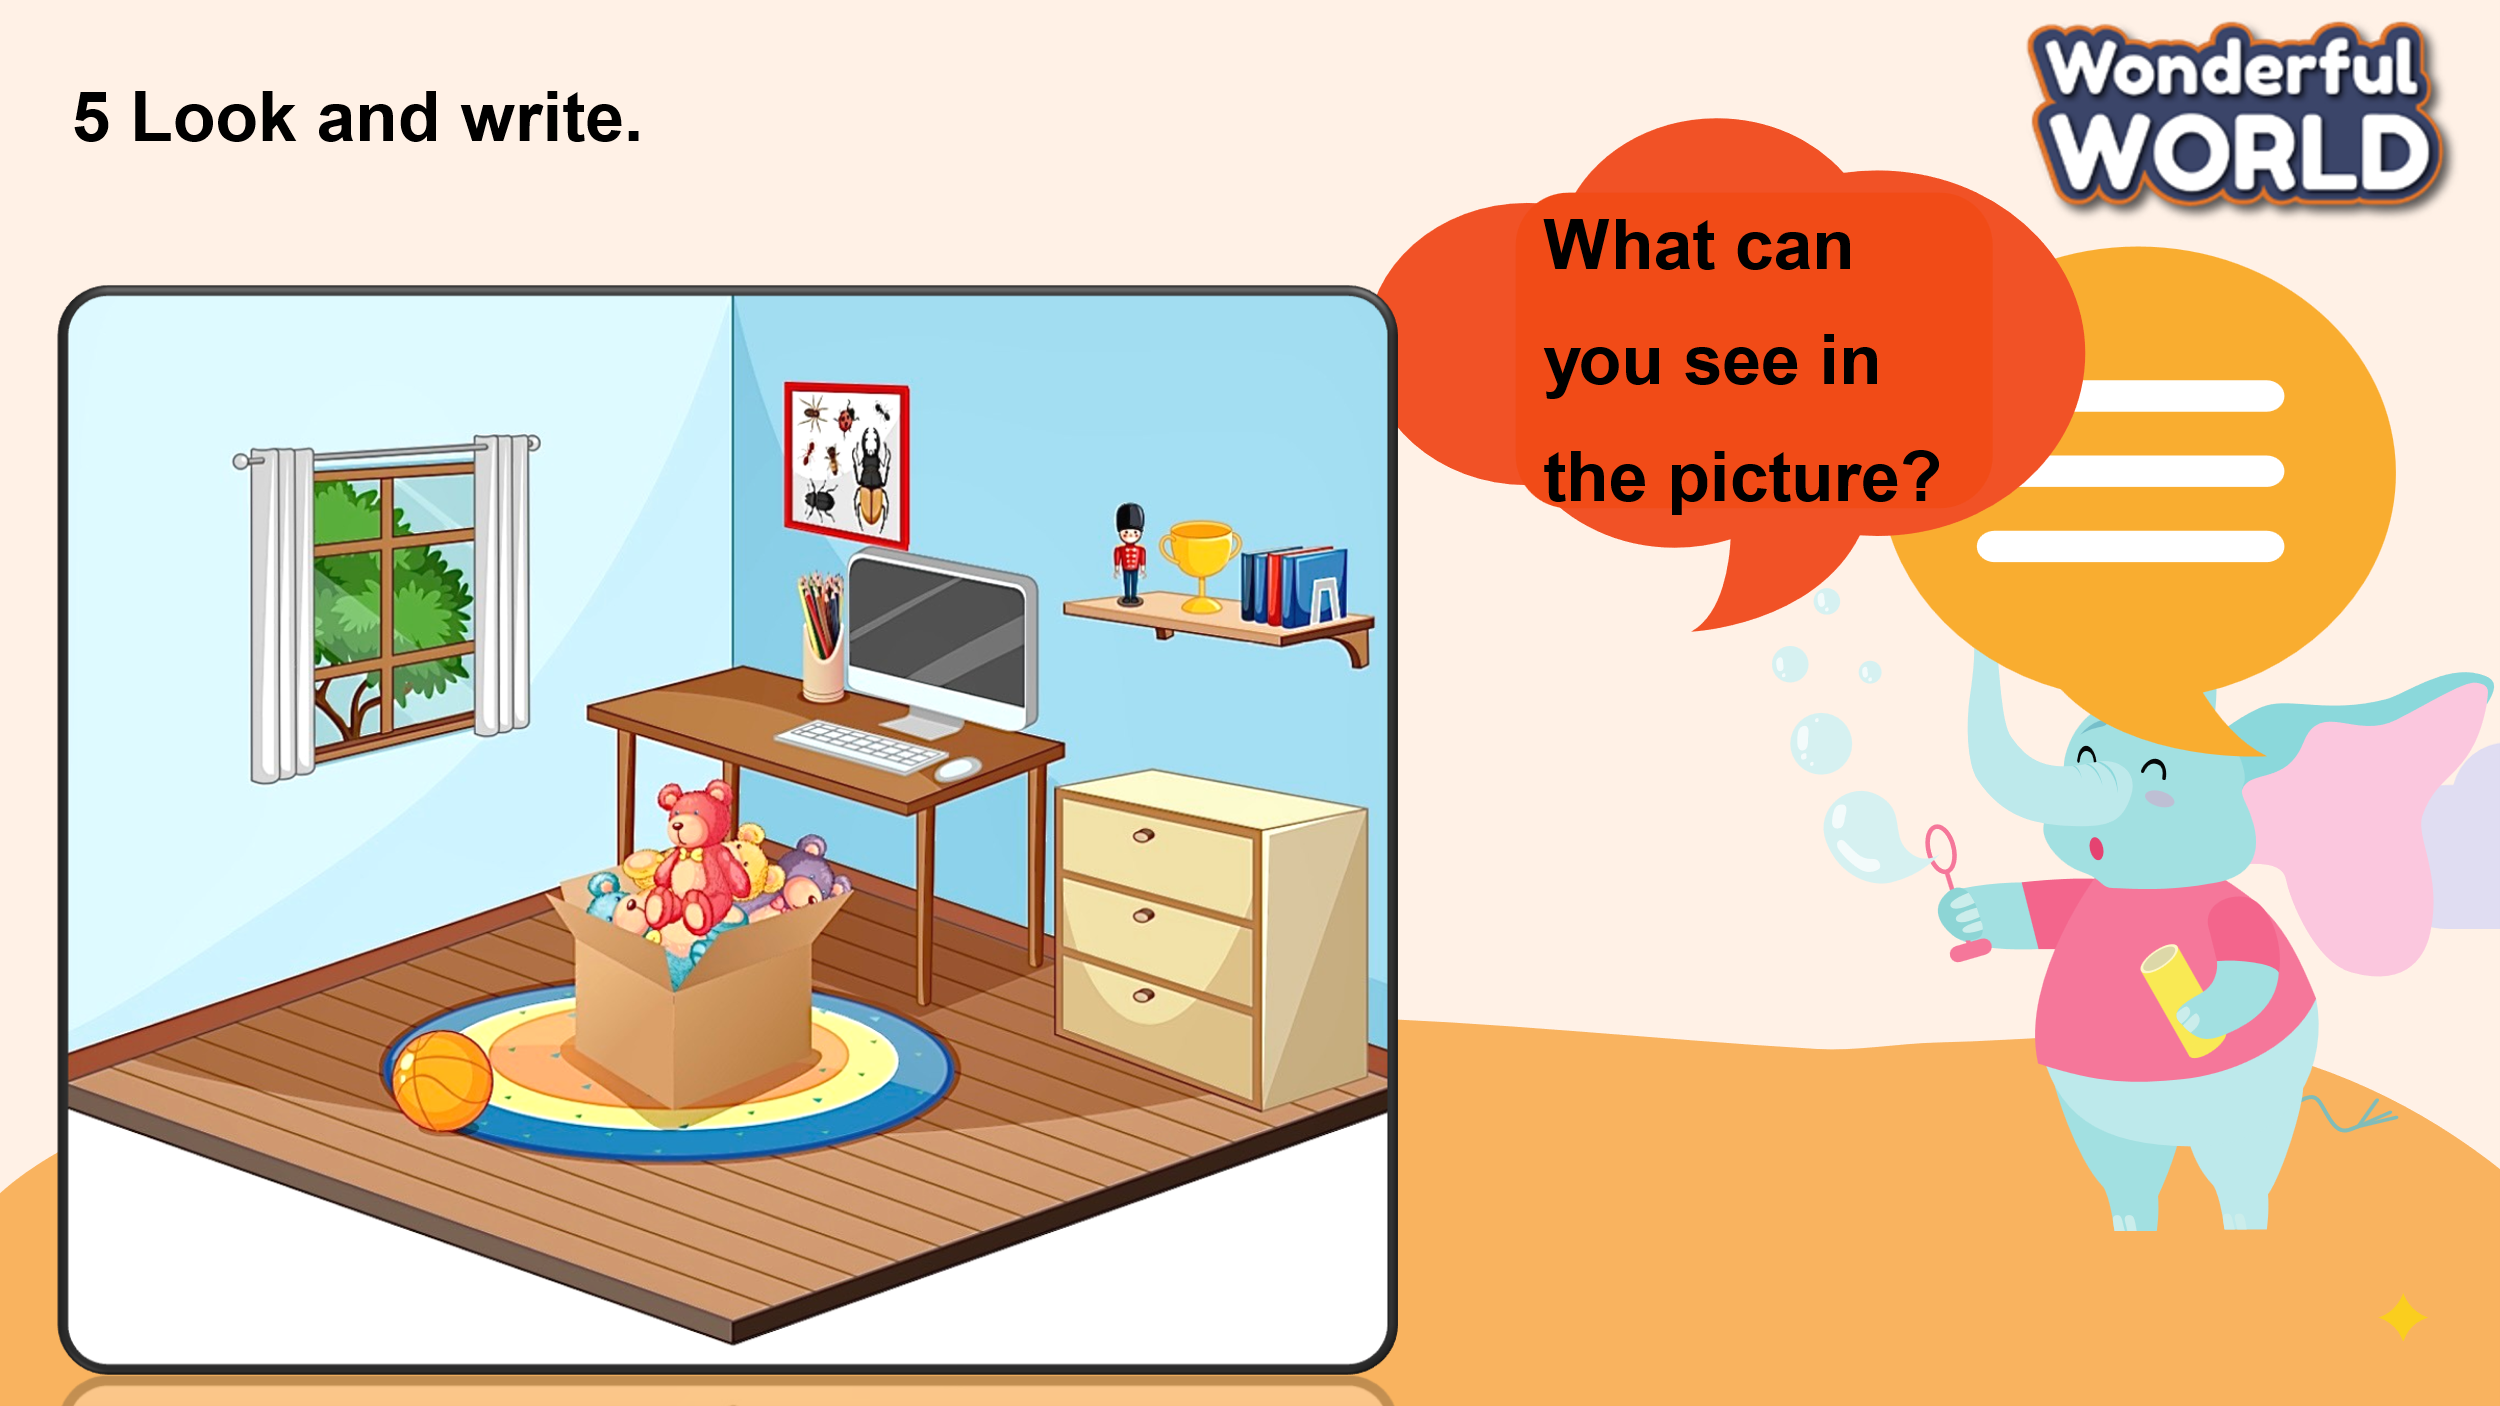 5 Look and write.
Wonderful
WORLD
What can
you see in
the picture?